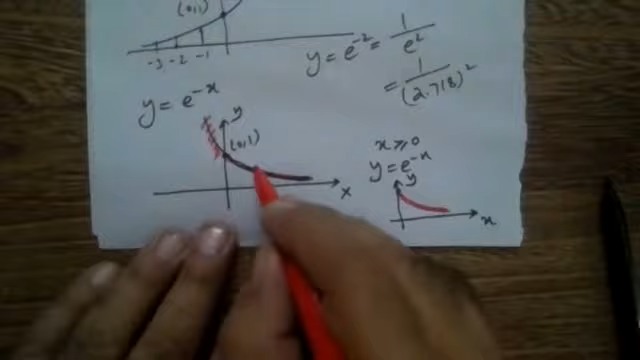 (0,1)
-3 -2 -1
y = e^-2 = 1/e^2
= 1/(2.718)^2
y = e^-x
y
(0,1)
x
x ≥ 0
y = e^-x
y
x